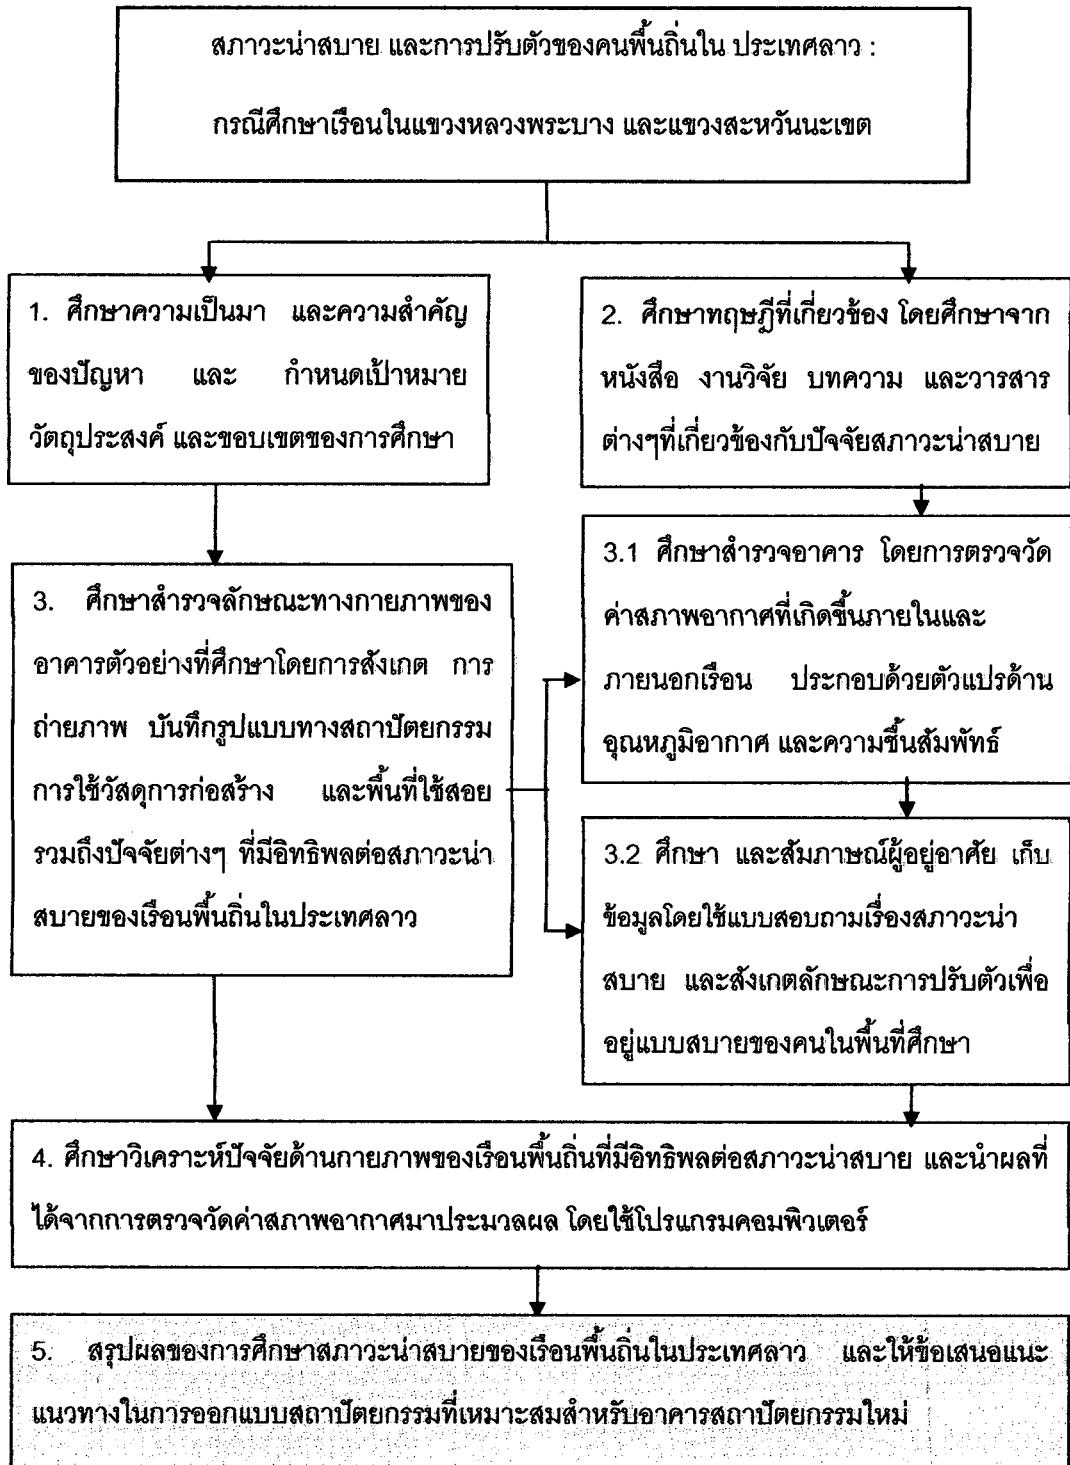 สภาวะน่าสบาย และการปรับตัวของคนพื้นถิ่นใน ประเทศลาว :
กรณีศึกษาเรือนในแขวงหลวงพระบาง และแขวงสะหวันนะเขต
1. ศึกษาความเป็นมา และความสำคัญ
ของปัญหา และ กำหนดเป้าหมาย
วัตถุประสงค์ และขอบเขตของการศึกษา
2. ศึกษาทฤษฎีที่เกี่ยวข้อง โดยศึกษาจาก
หนังสือ งานวิจัย บทความ และวารสาร
ต่างๆที่เกี่ยวข้องกับปัจจัยสภาวะน่าสบาย
3. ศึกษาสำรวจลักษณะทางกายภาพของ
อาคารตัวอย่างที่ศึกษาโดยการสังเกต การ
ถ่ายภาพ บันทึกรูปแบบทางสถาปัตยกรรม
การใช้วัสดุการก่อสร้าง และพื้นที่ใช้สอย
รวมถึงปัจจัยต่างๆ ที่มีอิทธิพลต่อสภาวะน่า
สบายของเรือนพื้นถิ่นในประเทศลาว
3.1 ศึกษาสำรวจอาคาร โดยการตรวจวัด
ค่าสภาพอากาศที่เกิดขึ้นภายในและ
ภายนอกเรือน ประกอบด้วยตัวแปรด้าน
อุณหภูมิอากาศ และความชื้นสัมพัทธ์
3.2 ศึกษา และสัมภาษณ์ผู้อยู่อาศัย เก็บ
ข้อมูลโดยใช้แบบสอบถามเรื่องสภาวะน่า
สบาย และสังเกตลักษณะการปรับตัวเพื่อ
อยู่แบบสบายของคนในพื้นที่ศึกษา
4. ศึกษาวิเคราะห์ปัจจัยด้านกายภาพของเรือนพื้นถิ่นที่มีอิทธิพลต่อสภาวะน่าสบาย และนำผลที่
ได้จากการตรวจวัดค่าสภาพอากาศมาประมวลผล โดยใช้โปรแกรมคอมพิวเตอร์
5. สรุปผลของการศึกษาสภาวะน่าสบายของเรือนพื้นถิ่นในประเทศลาว และให้ข้อเสนอแนะ
แนวทางในการออกแบบสถาปัตยกรรมที่เหมาะสมสำหรับอาคารสถาปัตยกรรมใหม่